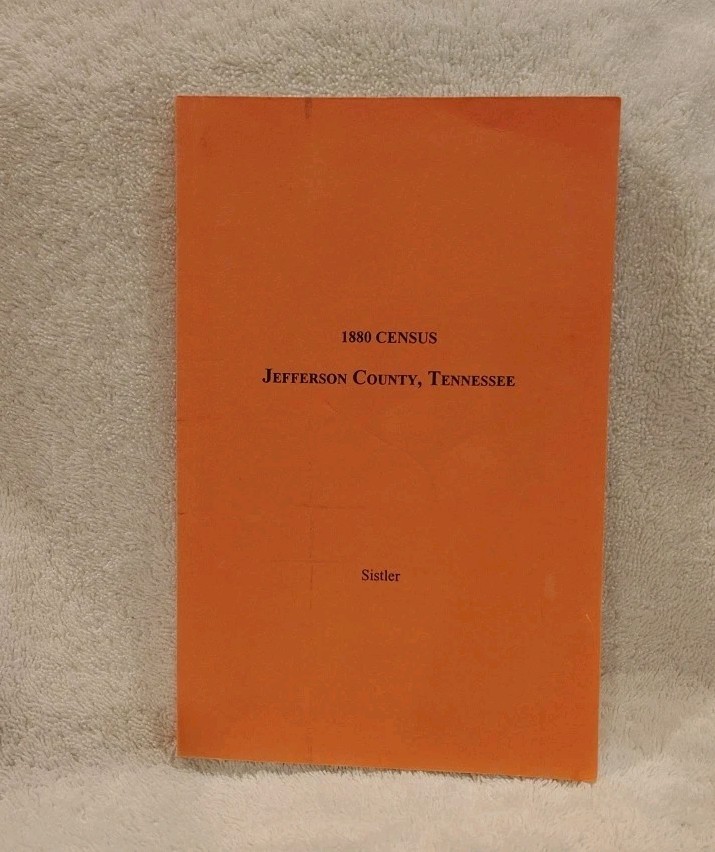 1880 CENSUS
JEFFERSON COUNTY, TENNESSEE
Sistler